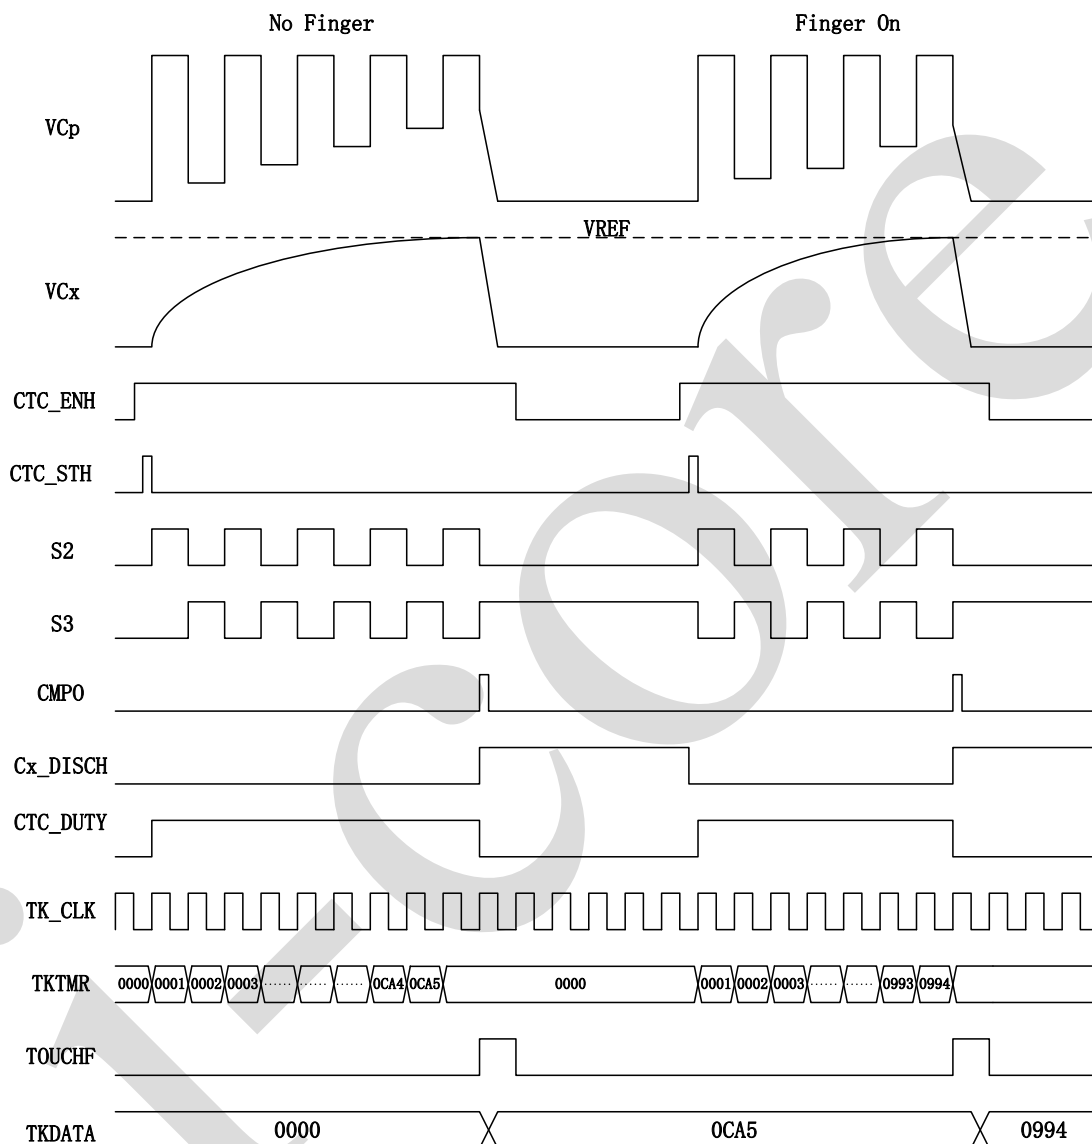 No Finger Finger On
VCp
VREF
VCx
CTC_ENH
CTC_STH
S2
S3
CMPO
Cx_DISCH
CTC_DUTY
TK_CLK
TKTMR 0000 0001 0002 0003 ...... ...... ...... 0CA4 0CA5 0000 0001 0002 0003 ...... ...... 0993 0994
TOUCHF
TKDATA 0000 0CA5 0994
i-core